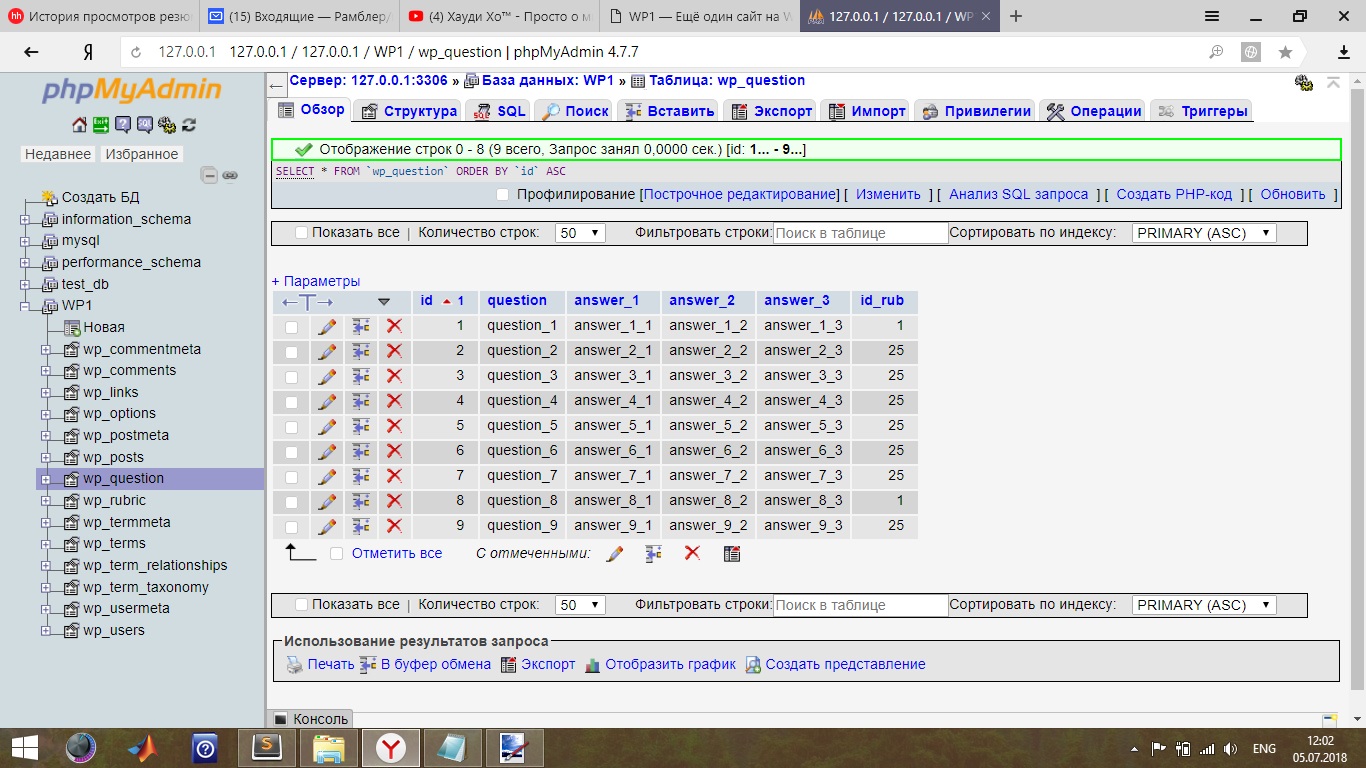 История просмотров резю
(15) Входящие — Рамблер/
(4) Хауди Хо™ - Просто о м
WP1 — Ещё один сайт на W
127.0.0.1 / 127.0.0.1 / WP
127.0.0.1 127.0.0.1 / 127.0.0.1 / WP1 / wp_question | phpMyAdmin 4.7.7
phpMyAdmin
Недавнее Избранное
Создать БД
information_schema
mysql
performance_schema
test_db
WP1
Новая
wp_commentmeta
wp_comments
wp_links
wp_options
wp_postmeta
wp_posts
wp_question
wp_rubric
wp_termmeta
wp_terms
wp_term_relationships
wp_term_taxonomy
wp_usermeta
wp_users
Сервер: 127.0.0.1:3306 » База данных: WP1 » Таблица: wp_question
Обзор Структура SQL Поиск Вставить Экспорт Импорт Привилегии Операции Триггеры
Отображение строк 0 - 8 (9 всего, Запрос занял 0,0000 сек.) [id: 1... - 9...]
SELECT * FROM `wp_question` ORDER BY `id` ASC
Профилирование [Построчное редактирование] [ Изменить ] [ Анализ SQL запроса ] [ Создать PHP-код ] [ Обновить ]
Показать все | Количество строк: 50 Фильтровать строки: Поиск в таблице Сортировать по индексу: PRIMARY (ASC)
+ Параметры
id 1 question answer_1 answer_2 answer_3 id_rub
1 question_1 answer_1_1 answer_1_2 answer_1_3 1
2 question_2 answer_2_1 answer_2_2 answer_2_3 25
3 question_3 answer_3_1 answer_3_2 answer_3_3 25
4 question_4 answer_4_1 answer_4_2 answer_4_3 25
5 question_5 answer_5_1 answer_5_2 answer_5_3 25
6 question_6 answer_6_1 answer_6_2 answer_6_3 25
7 question_7 answer_7_1 answer_7_2 answer_7_3 25
8 question_8 answer_8_1 answer_8_2 answer_8_3 1
9 question_9 answer_9_1 answer_9_2 answer_9_3 25
Отметить все С отмеченными:
Показать все | Количество строк: 50 Фильтровать строки: Поиск в таблице Сортировать по индексу: PRIMARY (ASC)
Использование результатов запроса
Печать В буфер обмена Экспорт Отобразить график Создать представление
Консоль
ENG
12:02
05.07.2018